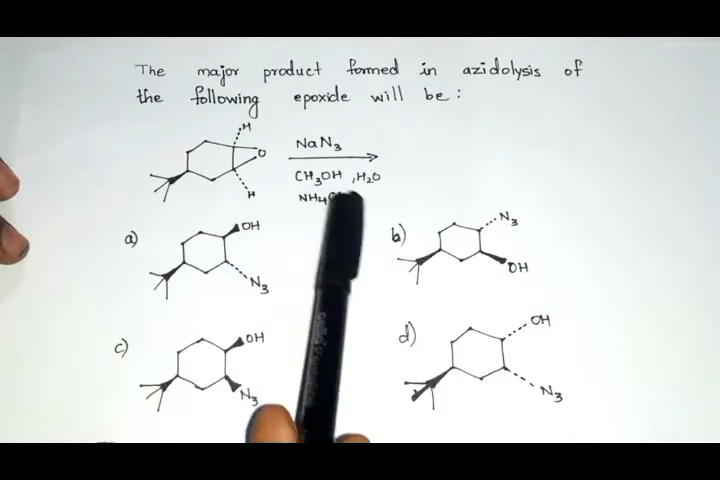 The major product formed in azidolysis of
the following epoxide will be :
H
O
H
NaN3
CH3OH , H2O
a)
OH
N3
b)
N3
OH
c)
OH
N3
d)
OH
N3